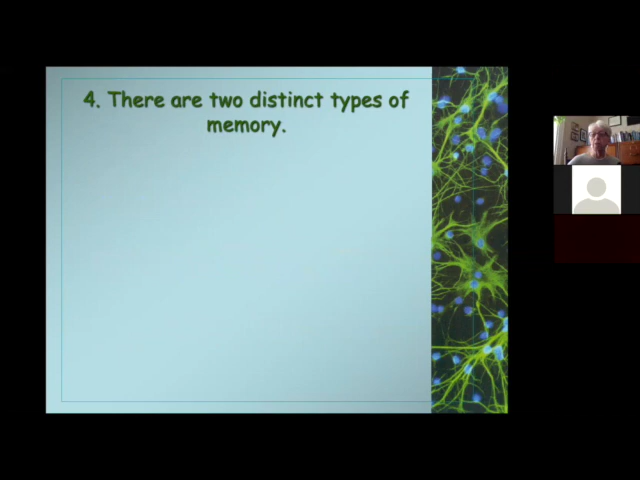 4. There are two distinct types of
memory.